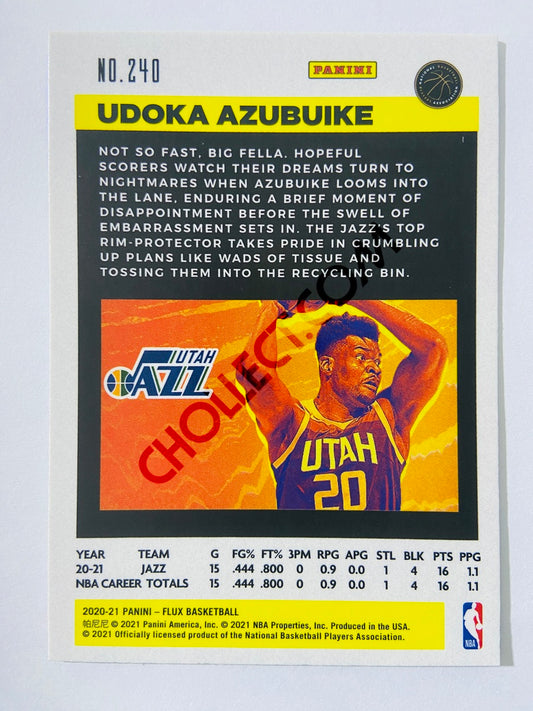 NO.240
PANINI
NATIONAL BASKETBALL ASSOCIATION
UDOKA AZUBUIKE
NOT SO FAST, BIG FELLA. HOPEFUL
SCORERS WATCH THEIR DREAMS TURN TO
NIGHTMARES WHEN AZUBUIKE LOOMS INTO
THE LANE, ENDURING A BRIEF MOMENT OF
DISAPPOINTMENT BEFORE THE SWELL OF
EMBARRASSMENT SETS IN. THE JAZZ'S TOP
RIM-PROTECTOR TAKES PRIDE IN CRUMBLING
UP PLANS LIKE WADS OF TISSUE AND
TOSSING THEM INTO THE RECYCLING BIN.
CHOLLECT.COM
UTAH
JAZZ
UTAH
20
YEAR TEAM G FG% FT% 3PM RPG APG STL BLK PTS PPG
20-21 JAZZ 15 .444 .800 0 0.9 0.0 1 4 16 1.1
NBA CAREER TOTALS 15 .444 .800 0 0.9 0.0 1 4 16 1.1
2020-21 PANINI – FLUX BASKETBALL
帕尼尼 © 2021 Panini America, Inc. © 2021 NBA Properties, Inc. Produced in the USA.
© 2021 Officially licensed product of the National Basketball Players Association.
NBA